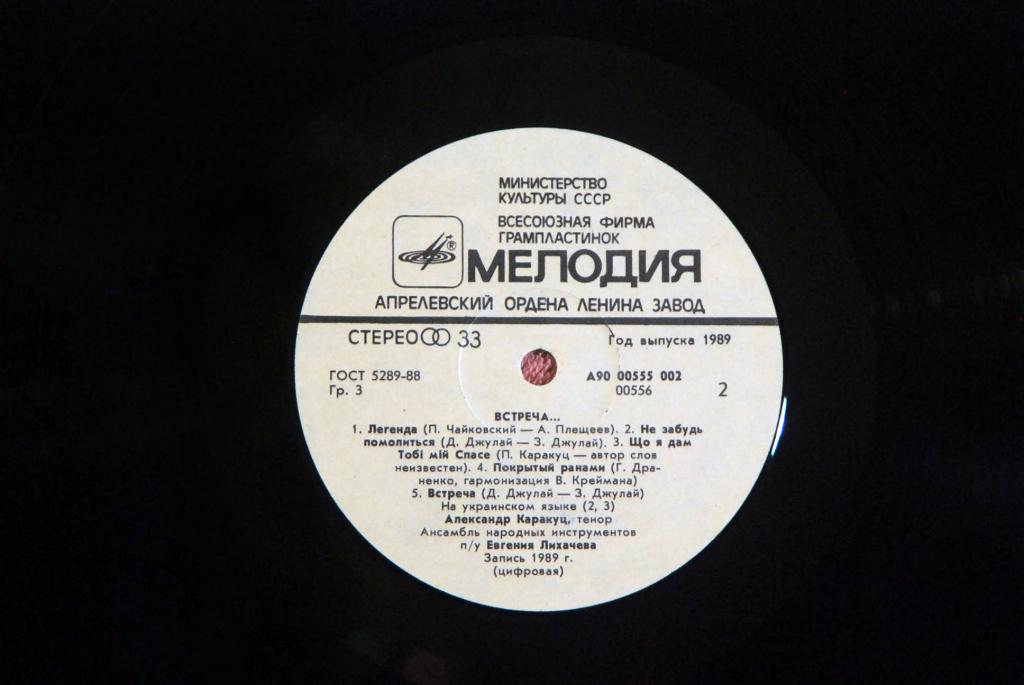 МИНИСТЕРСТВО
КУЛЬТУРЫ СССР
ВСЕСОЮЗНАЯ ФИРМА
ГРАМПЛАСТИНОК
®
МЕЛОДИЯ
АПРЕЛЕВСКИЙ ОРДЕНА ЛЕНИНА ЗАВОД
СТЕРЕО 33
Год выпуска 1989
ГОСТ 5289-88
Гр. 3
А90 00555 002
00556
2
ВСТРЕЧА...
1. Легенда (П. Чайковский — А. Плещеев). 2. Не забудь
помолиться (Д. Джулай — З. Джулай). 3. Що я дам
Тобі мій Спасе (П. Каракуц — автор слов
неизвестен). 4. Покрытый ранами (Г. Дра-
ненко, гармонизация В. Креймана)
5. Встреча (Д. Джулай — З. Джулай)
На украинском языке (2, 3)
Александр Каракуц, тенор
Ансамбль народных инструментов
п/у Евгения Лихачева
Запись 1989 г.
(цифровая)